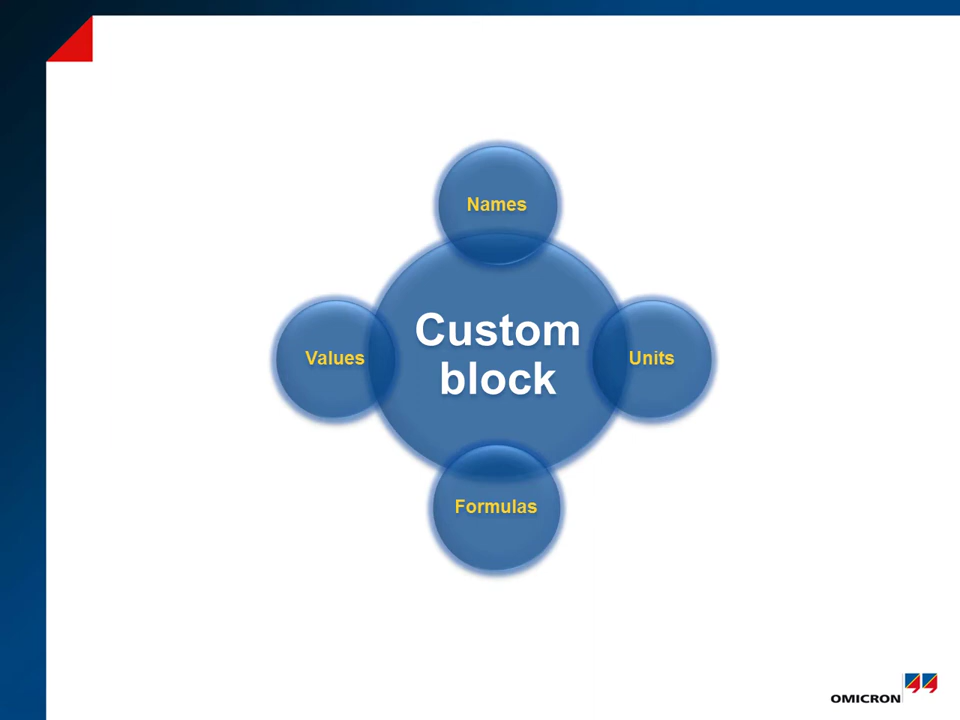 Names
Custom
block
Values
Units
Formulas
OMICRON